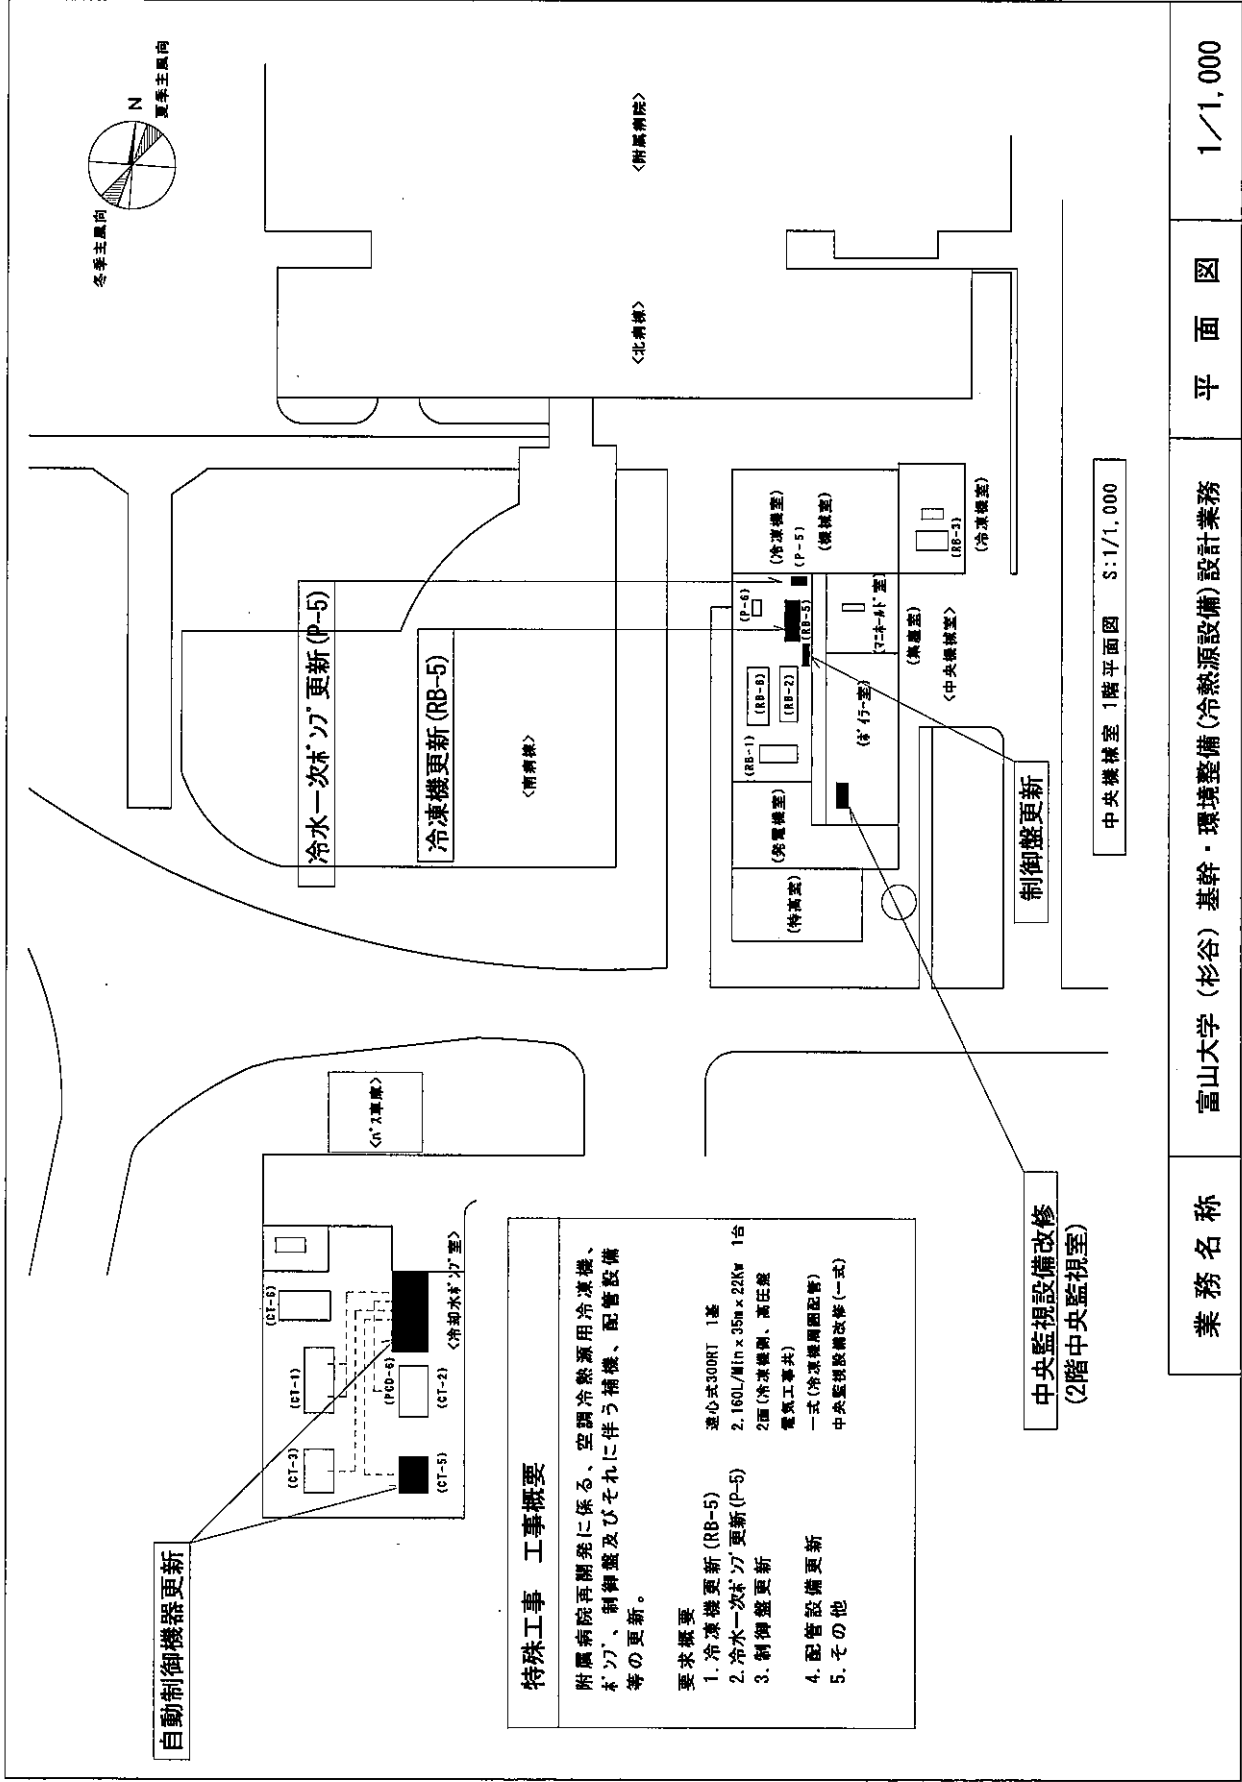 冬季主風向
N
夏季主風向
自動制御機器更新
(CT-6)
(CT-1)
(CT-3)
(PCD-6)
(CT-2)
(CT-5)
<冷却水ﾎﾟﾝﾌﾟ室>
<ﾊﾞｽ車庫>
冷水一次ﾎﾟﾝﾌﾟ更新(P-5)
冷凍機更新(RB-5)
<南病棟>
<北病棟>
<附属病院>
(特高室)
(発電機室)
(RB-1)
(RB-6)
(RB-2)
(P-6)
(RB-5)
(冷凍機室)
(P-5)
(機械室)
(ﾎﾞｲﾗｰ室)
(ﾏﾆﾎｰﾙﾄﾞ室)
(集塵室)
<中央機械室>
(RB-3)
(冷凍機室)
制御盤更新
中央監視設備改修
(2階中央監視室)
中央機械室 1階平面図 S:1/1,000
特殊工事 工事概要
附属病院再開発に係る、空調冷熱源用冷凍機、
ﾎﾟﾝﾌﾟ、制御盤及びそれに伴う補機、配管設備
等の更新。
要求概要
1. 冷凍機更新(RB-5) 遠心式300RT 1基
2. 冷水一次ﾎﾟﾝﾌﾟ更新(P-5) 2,160L/Min x 35m x 22Kw 1台
3. 制御盤更新 2面(冷凍機側、高圧盤
電気工事共)
4. 配管設備更新 一式(冷凍機周囲配管)
5. その他 中央監視設備改修(一式)
業務名称 富山大学（杉谷）基幹・環境整備(冷熱源設備)設計業務 平面図 1/1,000